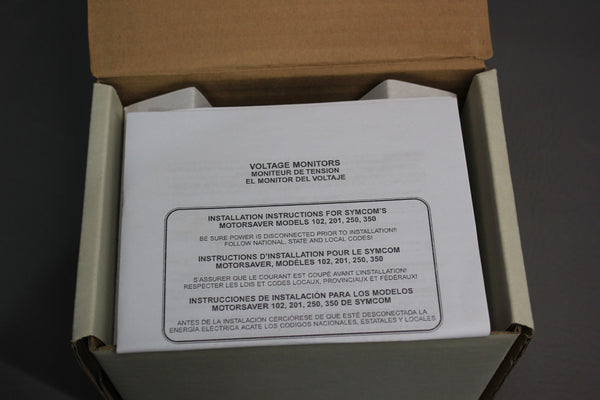 VOLTAGE MONITORS
MONITEUR DE TENSION
EL MONITOR DEL VOLTAJE
INSTALLATION INSTRUCTIONS FOR SYMCOM'S
MOTORSAVER MODELS 102, 201, 250, 350
BE SURE POWER IS DISCONNECTED PRIOR TO INSTALLATION!!
FOLLOW NATIONAL, STATE AND LOCAL CODES!
INSTRUCTIONS D'INSTALLATION POUR LE SYMCOM
MOTORSAVER, MODÈLES 102, 201, 250, 350
S'ASSURER QUE LE COURANT EST COUPÉ AVANT L'INSTALLATION!
RESPECTER LES LOIS ET CODES LOCAUX, PROVINCIAUX ET FÉDÉRAUX!
INSTRUCCIONES DE INSTALACIÓN PARA LOS MODELOS
MOTORSAVER 102, 201, 250, 350 DE SYMCOM
ANTES DE LA INSTALACIÓN CERCIÓRESE DE QUE ESTÉ DESCONECTADA LA
ENERGÍA ELÉCTRICA ACATE LOS CODIGOS NACIONALES, ESTATALES Y LOCALES